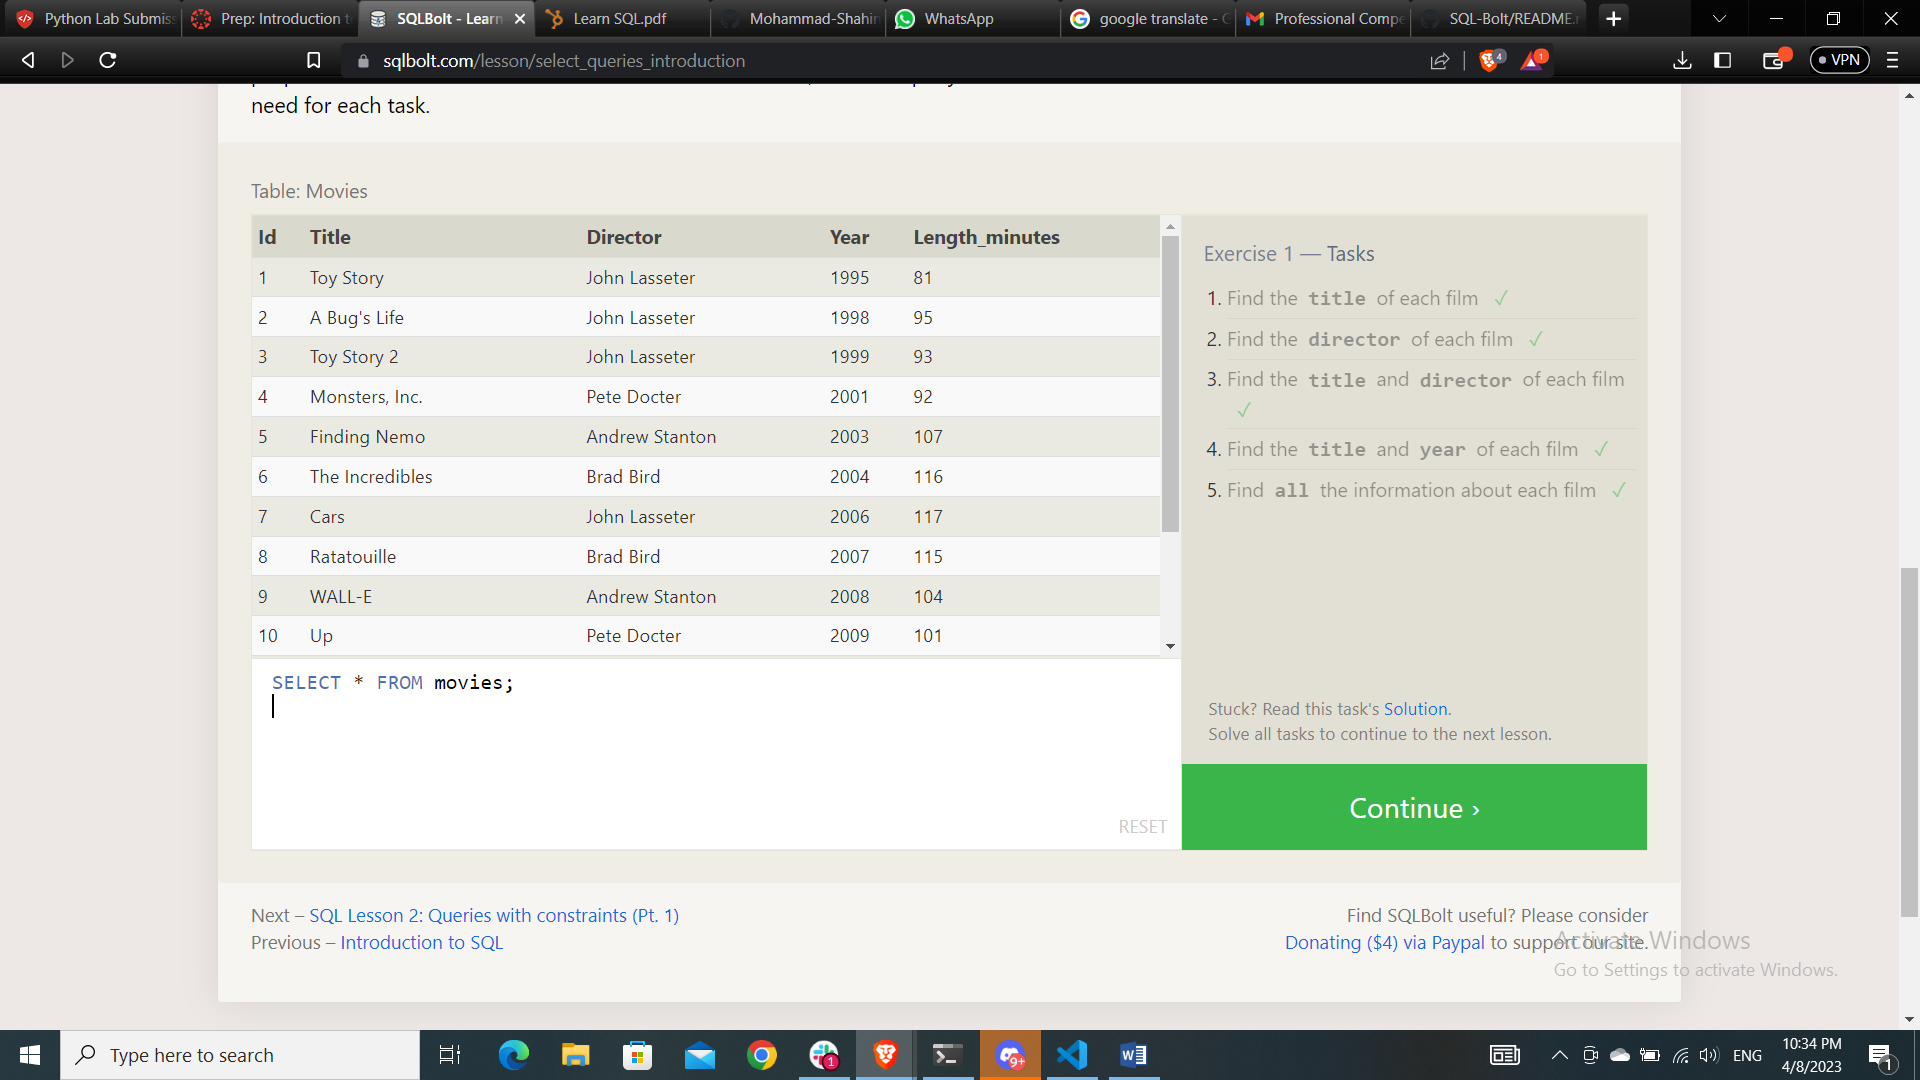 Python Lab Submiss
Prep: Introduction t
SQLBolt - Learn
Learn SQL.pdf
Mohammad-Shahin
WhatsApp
google translate - G
Professional Compe
SQL-Bolt/README.m
sqlbolt.com/lesson/select_queries_introduction
4
1
VPN
need for each task.
Table: Movies
Id Title Director Year Length_minutes
1 Toy Story John Lasseter 1995 81
2 A Bug's Life John Lasseter 1998 95
3 Toy Story 2 John Lasseter 1999 93
4 Monsters, Inc. Pete Docter 2001 92
5 Finding Nemo Andrew Stanton 2003 107
6 The Incredibles Brad Bird 2004 116
7 Cars John Lasseter 2006 117
8 Ratatouille Brad Bird 2007 115
9 WALL-E Andrew Stanton 2008 104
10 Up Pete Docter 2009 101
SELECT * FROM movies;
RESET
Exercise 1 — Tasks
1. Find the title of each film ✓
2. Find the director of each film ✓
3. Find the title and director of each film
✓
4. Find the title and year of each film ✓
5. Find all the information about each film ✓
Stuck? Read this task's Solution.
Solve all tasks to continue to the next lesson.
Continue ›
Next – SQL Lesson 2: Queries with constraints (Pt. 1)
Previous – Introduction to SQL
Find SQLBolt useful? Please consider
Donating ($4) via Paypal to support our site.
Activate Windows
Go to Settings to activate Windows.
Type here to search
1
9+
ENG
10:34 PM
4/8/2023
1